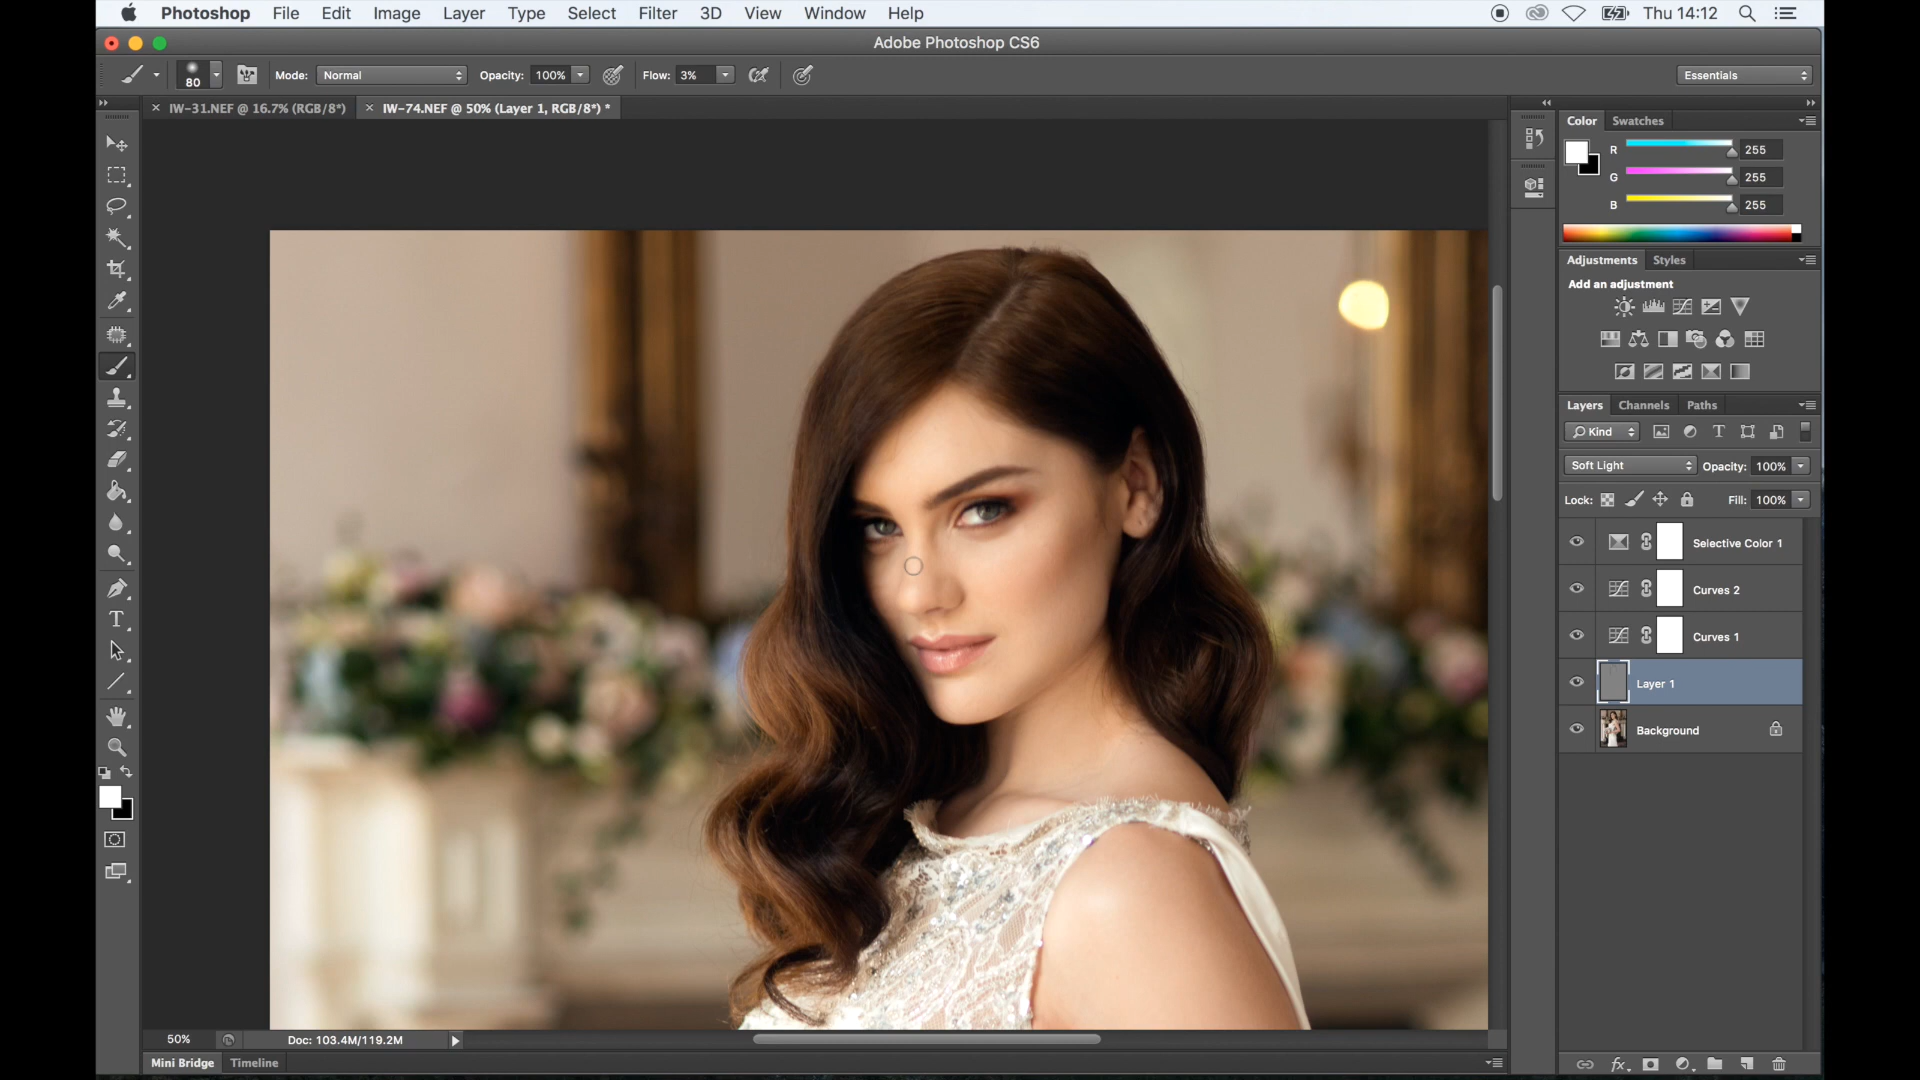 Photoshop File Edit Image Layer Type Select Filter 3D View Window Help Thu 14:12
Adobe Photoshop CS6
80 Mode: Normal Opacity: 100% Flow: 3% Essentials
× IW-31.NEF @ 16.7% (RGB/8*) × IW-74.NEF @ 50% (Layer 1, RGB/8*) *
Color Swatches
R 255
G 255
B 255
Adjustments Styles
Add an adjustment
Layers Channels Paths
Kind
Soft Light Opacity: 100%
Lock: Fill: 100%
Selective Color 1
Curves 2
Curves 1
Layer 1
Background
50% Doc: 103.4M/119.2M
Mini Bridge Timeline